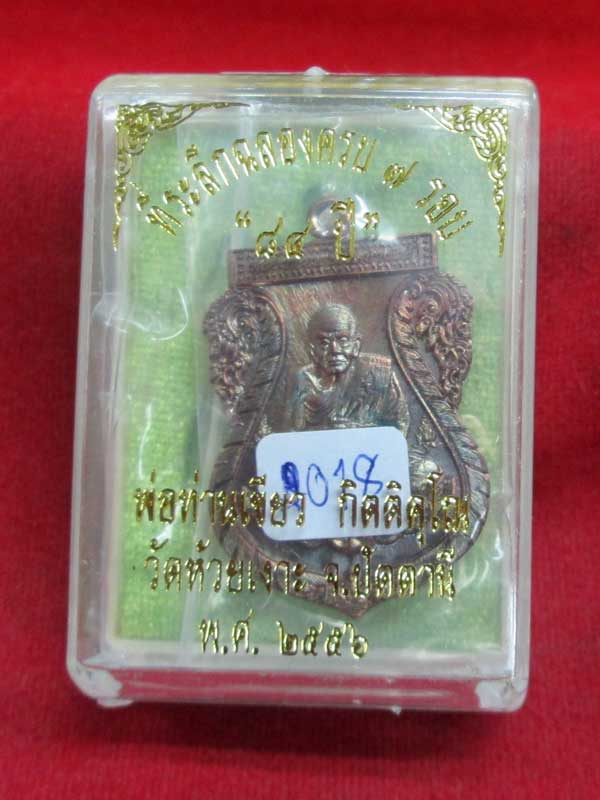 ที่ระลึกฉลองครบ ๗ รอบ
"๘๔ ปี"
พ่อท่านเขียว กิตติคุโณ
วัดห้วยเงาะ จ.ปัตตานี
พ.ศ. ๒๕๕๖